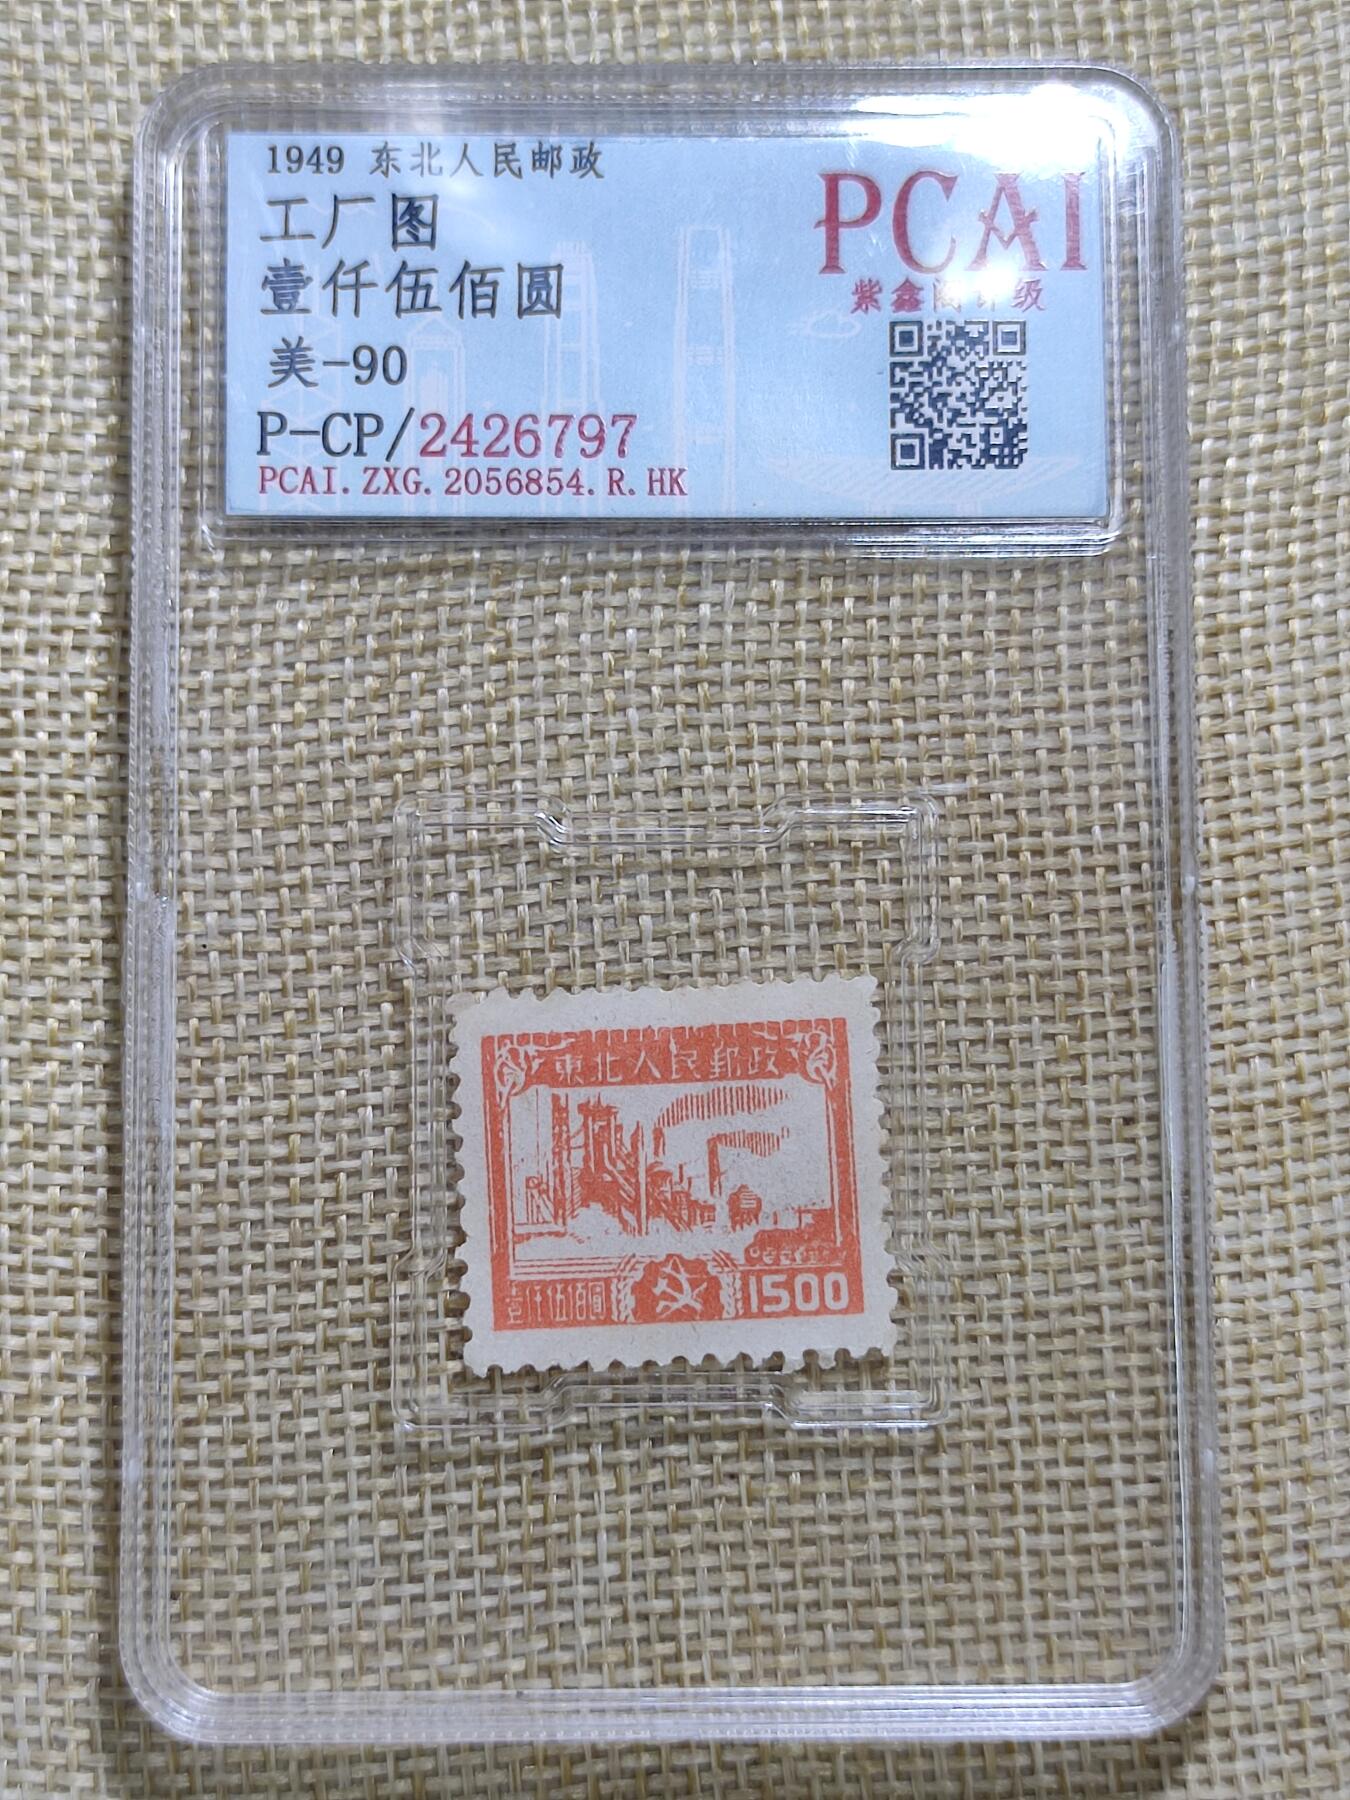 1949 东北人民邮政
工厂图
壹仟伍佰圆
美-90
P-CP/2426797
PCAI.ZXG.2056854.R.HK
PCAI
紫鑫阁评级
東北人民郵政
壹仟伍佰圓
1500